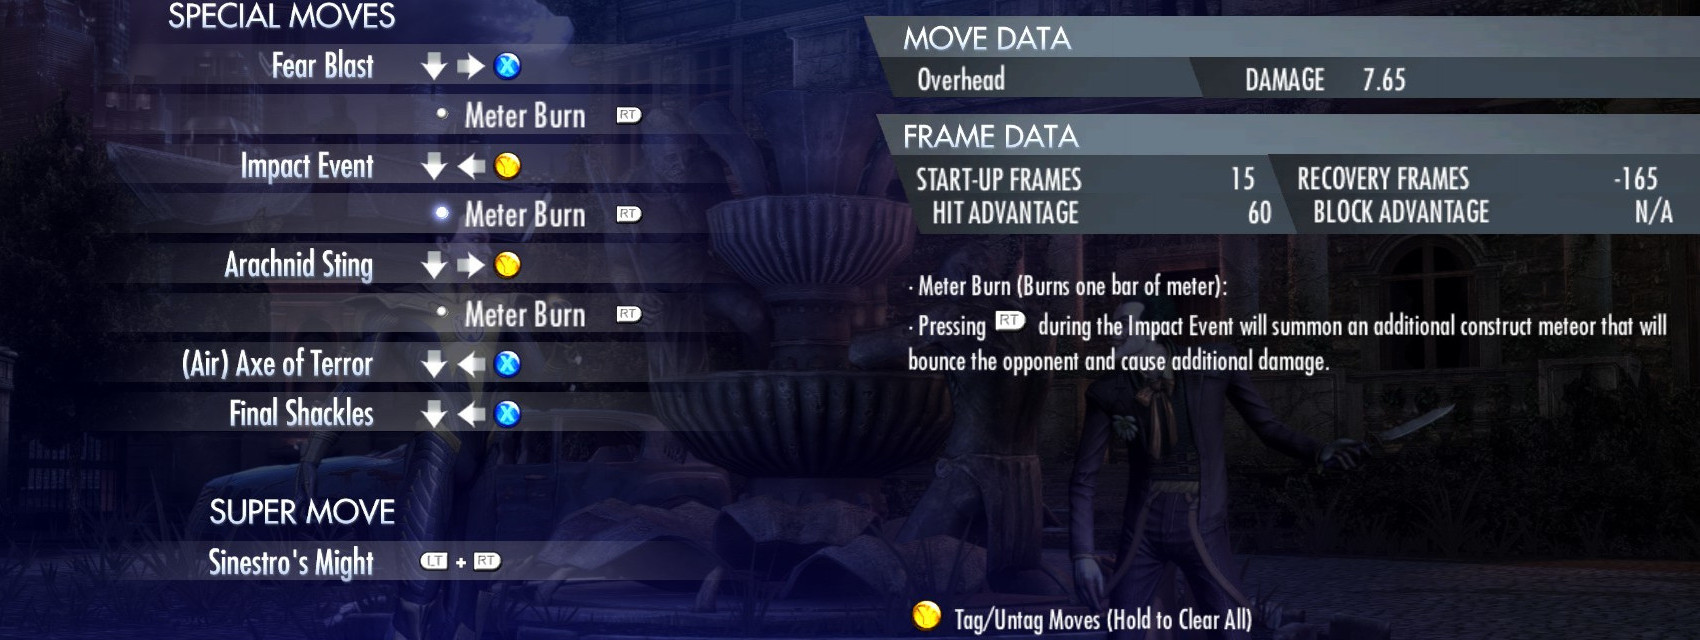 SPECIAL MOVES
Fear Blast X
• Meter Burn RT
Impact Event Y
• Meter Burn RT
Arachnid Sting Y
• Meter Burn RT
(Air) Axe of Terror X
Final Shackles X
SUPER MOVE
Sinestro's Might LT + RT
MOVE DATA
Overhead DAMAGE 7.65
FRAME DATA
START-UP FRAMES 15 RECOVERY FRAMES -165
HIT ADVANTAGE 60 BLOCK ADVANTAGE N/A
· Meter Burn (Burns one bar of meter):
· Pressing RT during the Impact Event will summon an additional construct meteor that will
bounce the opponent and cause additional damage.
Y Tag/Untag Moves (Hold to Clear All)